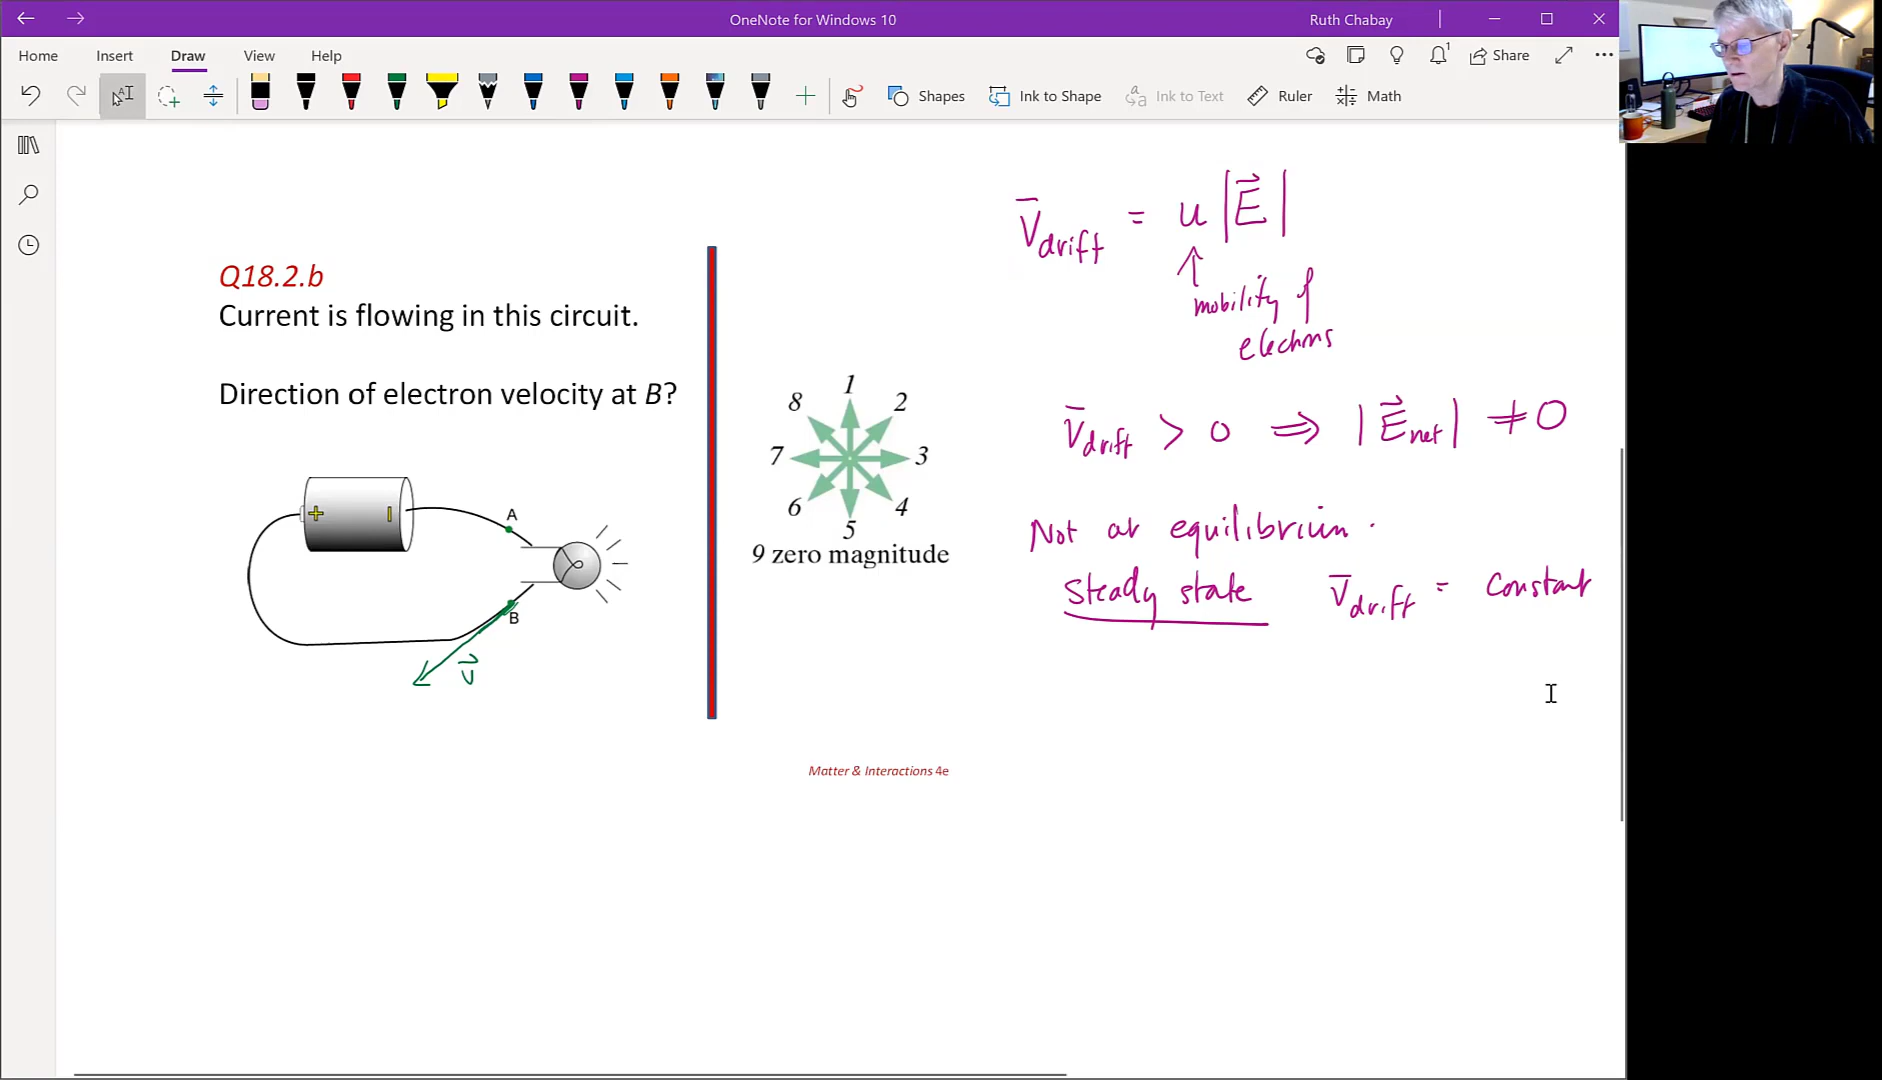 OneNote for Windows 10
Ruth Chabay
Home Insert Draw View Help
1 Share
Shapes Ink to Shape Ink to Text Ruler Math
Q18.2.b
Current is flowing in this circuit.
Direction of electron velocity at B?
A
B
v⃗
1
2
3
4
5
6
7
8
9 zero magnitude
Matter & Interactions 4e
v̄drift = u |E⃗|
↑
mobility of
electrons
v̄drift > 0 ⇒ |E⃗net| ≠ 0
Not at equilibrium.
Steady state v̄drift = constant